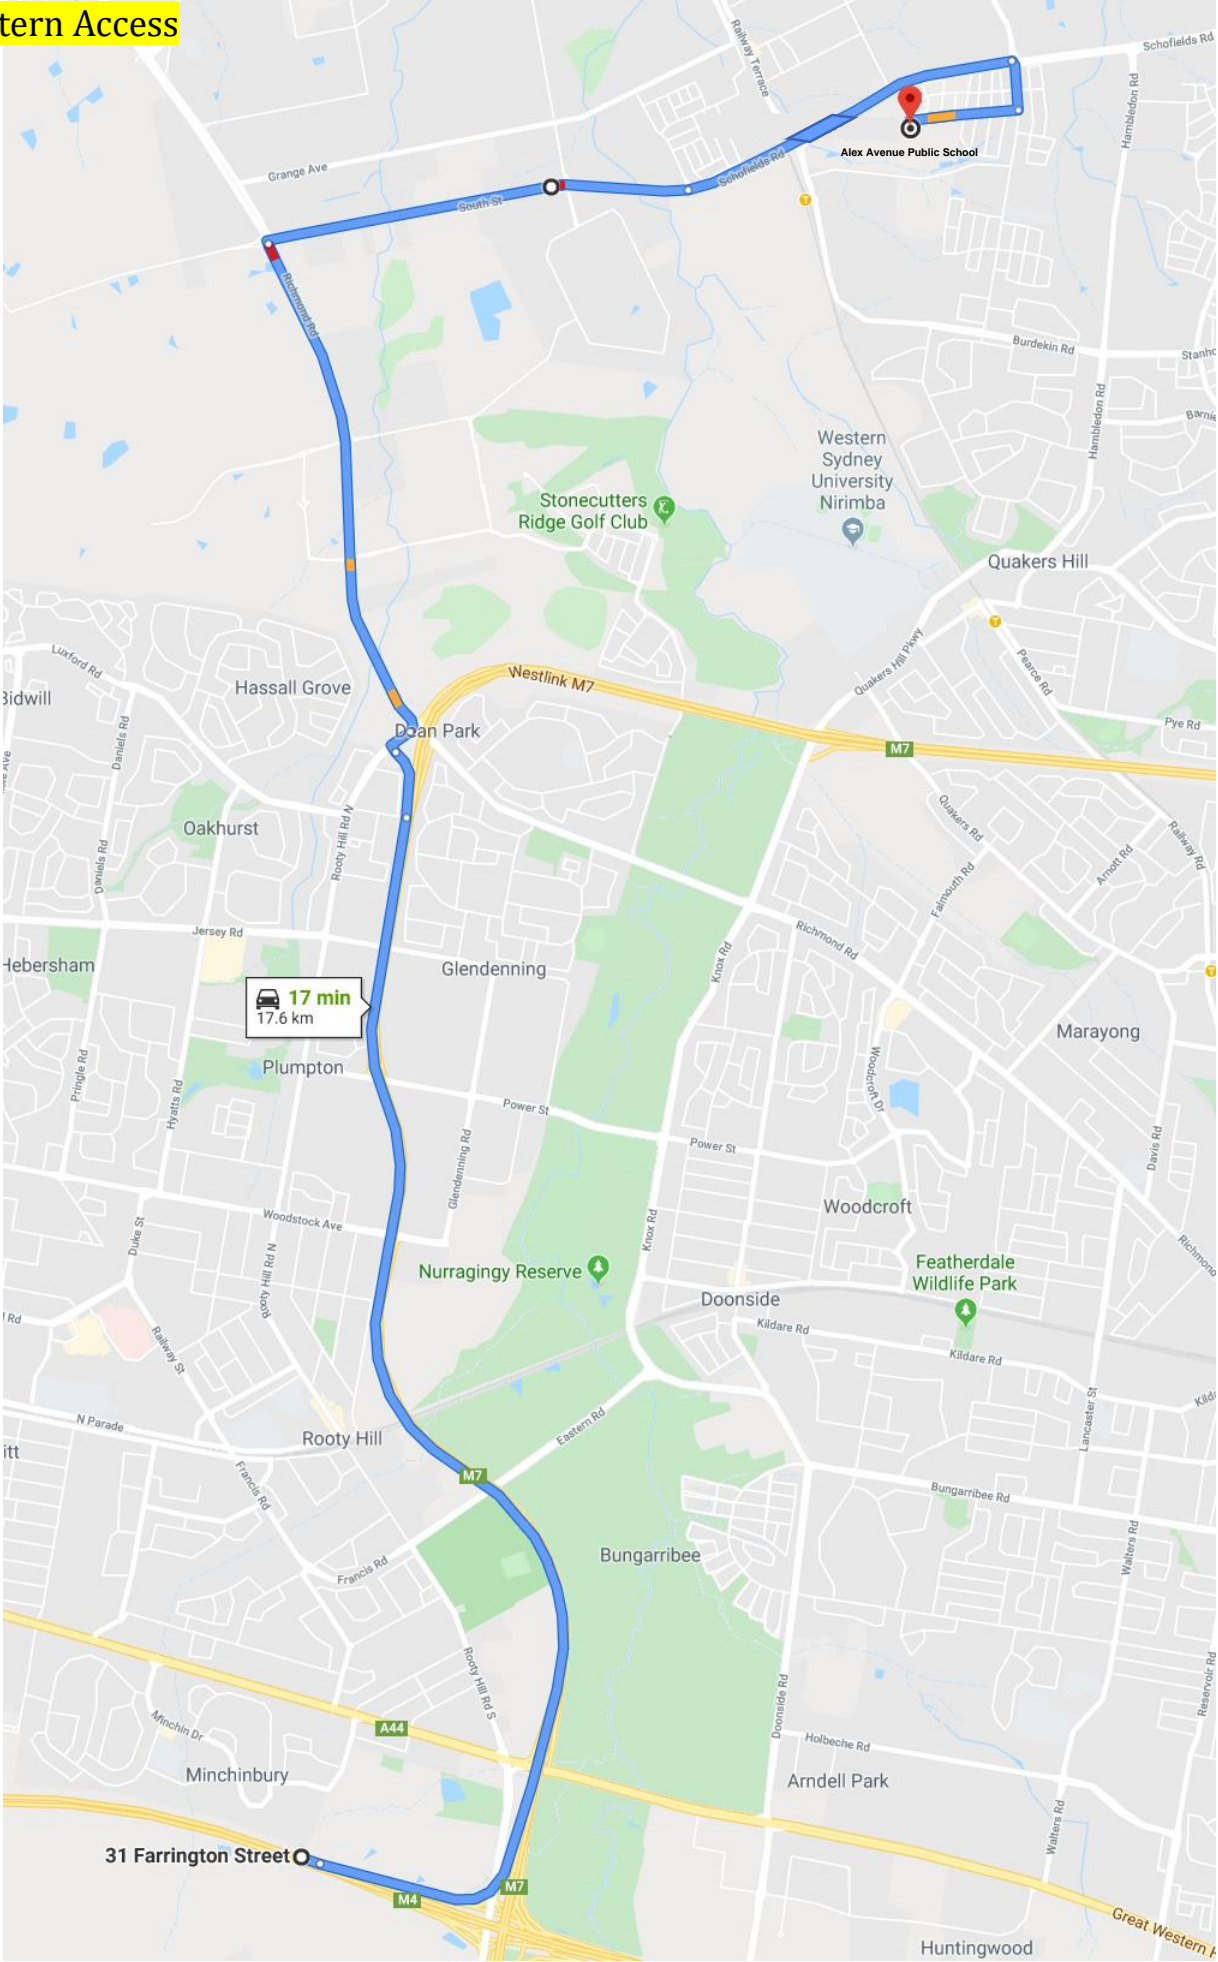 tern Access
Schofields Rd
Railway Terrace
Hambledon Rd
Alex Avenue Public School
Schofields Rd
Grange Ave
South St
T
Richmond Rd
Burdekin Rd
Stanho
Hambledon Rd
Barnie
Western
Sydney
University
Nirimba
Stonecutters
Ridge Golf Club
Quakers Hill
T
Luxford Rd
Quakers Hill Pkwy
Pearce Rd
Hassall Grove
Westlink M7
Bidwill
Daniels Rd
Dean Park
Pye Rd
M7
Oakhurst
Rooty Hill Rd N
Quakers Rd
Railway Rd
Arnott Rd
Daniels Rd
Falmouth Rd
Jersey Rd
Richmond Rd
Hebersham
Glendenning
Knox Rd
T
17 min
17.6 km
Marayong
Plumpton
Pringle Rd
Hyatts Rd
Woodcroft Dr
Power St
Power St
Davis Rd
Glendenning Rd
Woodcroft
Woodstock Ave
Duke St
Knox Rd
Richmond
Rooty Hill Rd N
Nurragingy Reserve
Featherdale
Wildlife Park
Doonside
Rd
Kildare Rd
Railway St
Kildare Rd
Kilda
Lancaster St
N Parade
Rooty Hill
Eastern Rd
itt
M7
Francis Rd
Bungarribee Rd
Bungarribee
Walters Rd
Francis Rd
Rooty Hill Rd S
Reservoir Rd
Doonside Rd
Minchin Dr
A44
Holbeche Rd
Minchinbury
Arndell Park
Walters Rd
31 Farrington Street
M7
M4
Great Western H
Huntingwood